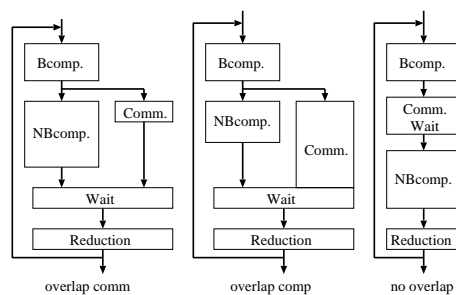 Bcomp.
NBcomp.
Comm.
Wait
Reduction
overlap comm
Bcomp.
NBcomp.
Comm.
Wait
Reduction
overlap comp
Bcomp.
Comm.
Wait
NBcomp.
Reduction
no overlap